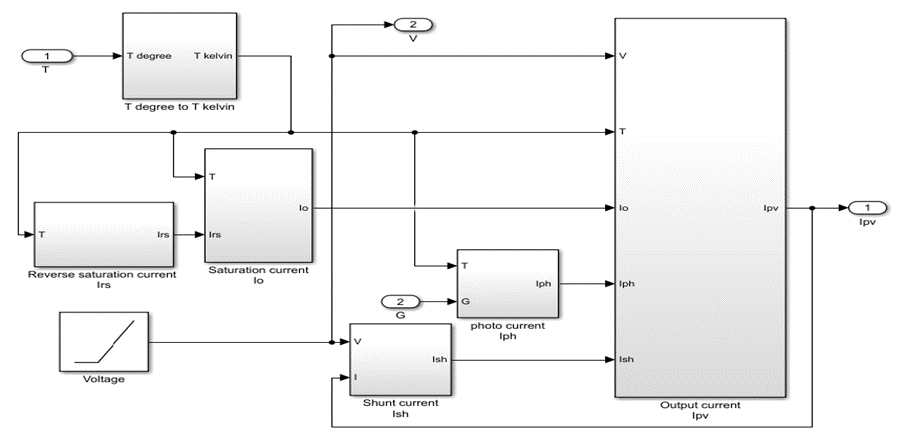 1
T
T degree
T kelvin
T degree to T kelvin
2
V
V
T
Io
Iph
Ish
Ipv
Output current
Ipv
1
Ipv
T
Irs
Io
Saturation current
Io
T
Irs
Reverse saturation current
Irs
T
G
Iph
photo current
Iph
2
G
Voltage
V
I
Ish
Shunt current
Ish